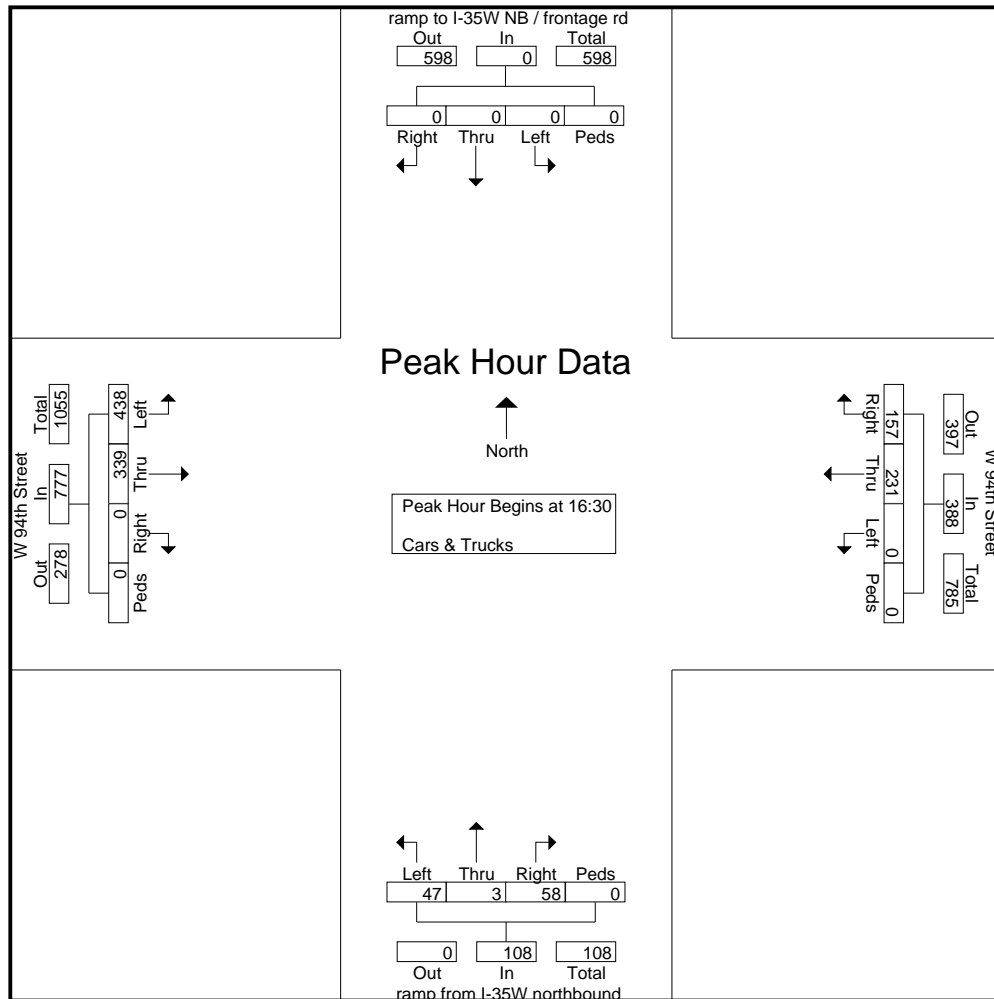 ramp to I-35W NB / frontage rd
Out In Total
598 0 598
0 0 0 0
Right Thru Left Peds
Peak Hour Data
North
Peak Hour Begins at 16:30
Cars & Trucks
W 94th Street
Total In Out
1055 777 278
438 339 0 0
Left Thru Right Peds
Right Thru Left Peds
157 231 0 0
Out In Total
397 388 785
W 94th Street
Left Thru Right Peds
47 3 58 0
0 108 108
Out In Total
ramp from I-35W northbound